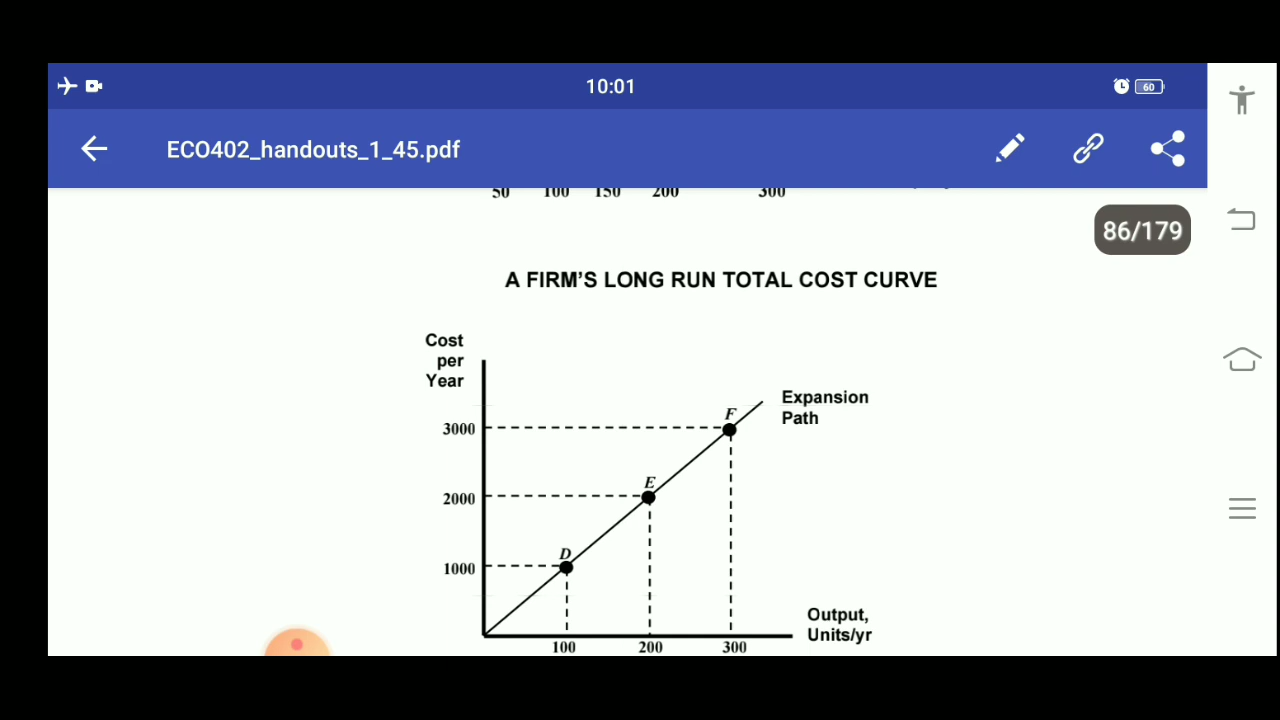 10:01
60
ECO402_handouts_1_45.pdf
50 100 150 200 300
86/179
A FIRM'S LONG RUN TOTAL COST CURVE
Cost
per
Year
Expansion
Path
F
3000
E
2000
D
1000
Output,
Units/yr
100 200 300